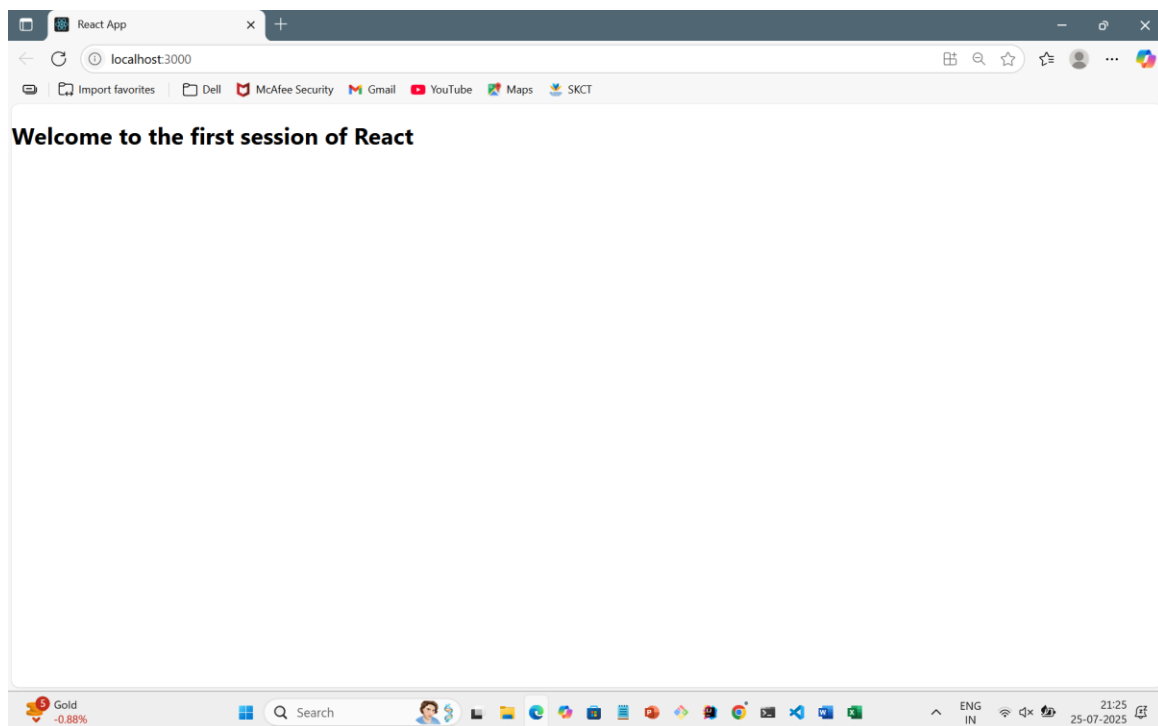 React App
localhost:3000
Import favorites Dell McAfee Security Gmail YouTube Maps SKCT
Welcome to the first session of React
5
Gold
-0.88%
Search
ENG
IN
21:25
25-07-2025